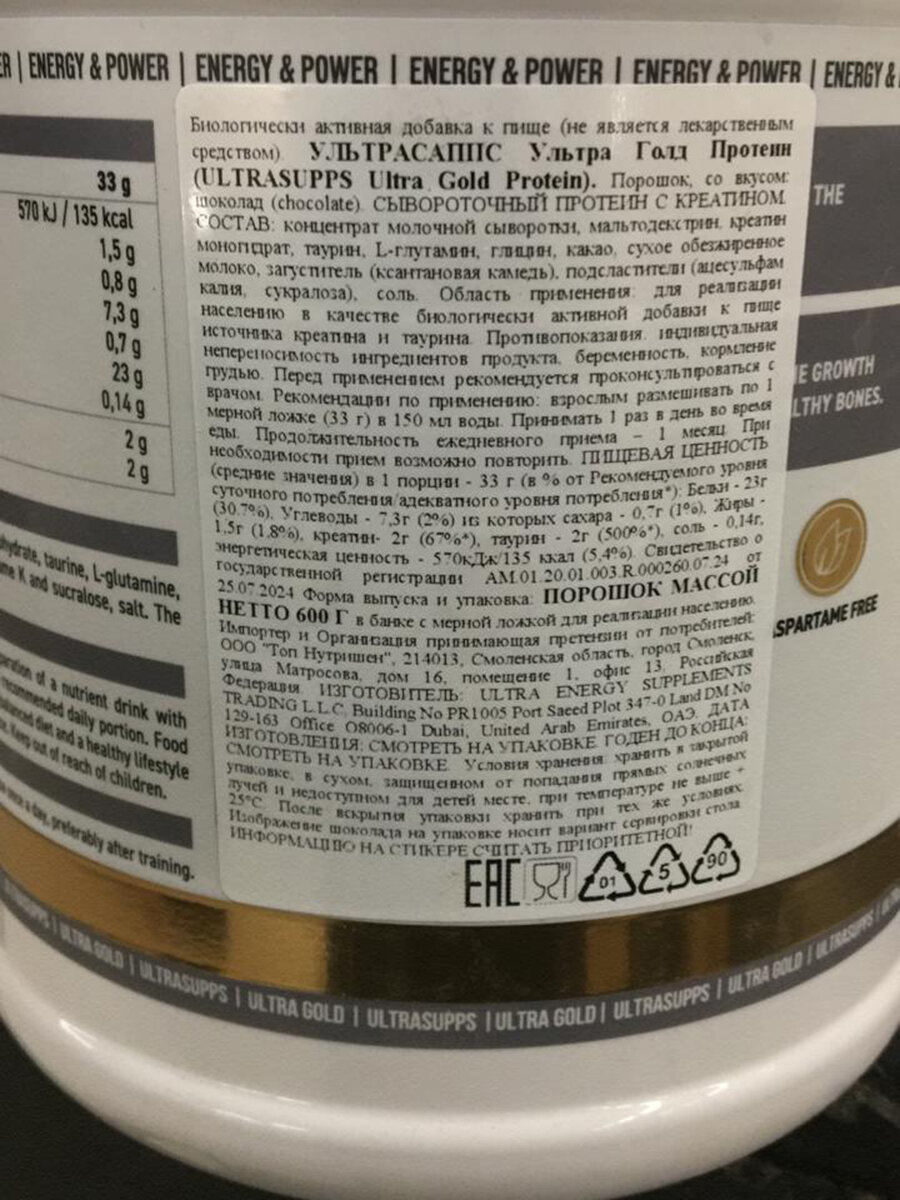 ER | ENERGY & POWER | ENERGY & POWER | ENERGY & POWER | ENERGY & POWER | ENERGY &
33 g
570 kJ / 135 kcal
1,5 g
0,8 g
7,3 g
0,7 g
23 g
0,14 g
2 g
2 g
taurine, L-glutamine,
K and sucralose, salt. The
of a nutrient drink with
recommended daily portion. Food
diet and a healthy lifestyle
Keep out of reach of children.
once a day, preferably after training.
Биологически активная добавка к пище (не является лекарственным
средством). УЛЬТРАСАППС Ультра Голд Протеин
(ULTRASUPPS Ultra Gold Protein). Порошок, со вкусом:
шоколад (chocolate). СЫВОРОТОЧНЫЙ ПРОТЕИН С КРЕАТИНОМ.
СОСТАВ: концентрат молочной сыворотки, мальтодекстрин, креатин
моногидрат, таурин, L-глутамин, глицин, какао, сухое обезжиренное
молоко, загуститель (ксантановая камедь), подсластители (ацесульфам
калия, сукралоза), соль. Область применения: для реализации
населению в качестве биологически активной добавки к пище
источника креатина и таурина. Противопоказания: индивидуальная
непереносимость ингредиентов продукта, беременность, кормление
грудью. Перед применением рекомендуется проконсультироваться с
врачом. Рекомендации по применению: взрослым размешивать по 1
мерной ложке (33 г) в 150 мл воды. Принимать 1 раз в день во время
еды. Продолжительность ежедневного приема – 1 месяц. При
необходимости прием возможно повторить. ПИЩЕВАЯ ЦЕННОСТЬ
(средние значения) в 1 порции - 33 г (в % от Рекомендуемого уровня
суточного потребления/адекватного уровня потребления*): Белки - 23г
(30.7%), Углеводы - 7,3г (2%) из которых сахара - 0,7г (1%), Жиры -
1,5г (1.8%), креатин- 2г (67%*), таурин - 2г (500%*), соль - 0,14г,
энергетическая ценность - 570кДж/135 ккал (5,4%). Свидетельство о
государственной регистрации AM.01.20.01.003.R.000260.07.24 от
25.07.2024 Форма выпуска и упаковка: ПОРОШОК МАССОЙ
НЕТТО 600 Г в банке с мерной ложкой для реализации населению.
Импортер и Организация принимающая претензии от потребителей:
ООО "Топ Нутришен", 214013, Смоленская область, город Смоленск,
улица Матросова, дом 16, помещение 1, офис 13, Российская
Федерация ИЗГОТОВИТЕЛЬ: ULTRA ENERGY SUPPLEMENTS
TRADING L.L.C, Building No PR1005 Port Saeed Plot 347-0 Land DM No
129-163 Office O8006-1 Dubai, United Arab Emirates, ОАЭ. ДАТА
ИЗГОТОВЛЕНИЯ: СМОТРЕТЬ НА УПАКОВКЕ. ГОДЕН ДО КОНЦА:
СМОТРЕТЬ НА УПАКОВКЕ. Условия хранения: хранить в закрытой
упаковке, в сухом, защищенном от попадания прямых солнечных
лучей и недоступном для детей месте, при температуре не выше +
25°C. После вскрытия упаковки хранить при тех же условиях.
Изображение шоколада на упаковке носит вариант сервировки стола
ИНФОРМАЦИЮ НА СТИКЕРЕ СЧИТАТЬ ПРИОРИТЕТНОЙ!
EAC 01 5 90
THE
GROWTH
LTHY BONES.
ASPARTAME FREE
ULTRASUPPS | ULTRA GOLD | ULTRASUPPS | ULTRA GOLD | ULTRASUPPS | ULTRA GOLD | ULTRASUPPS | ULTRA GOLD | ULTRASUPPS